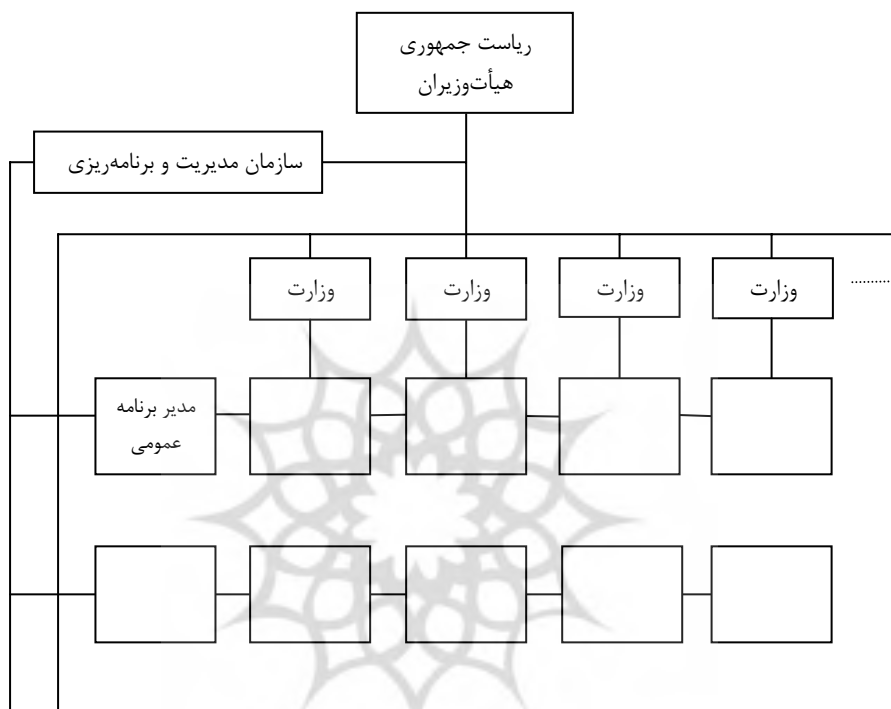 ریاست جمهوری
هیأت‌وزیران
سازمان مدیریت و برنامه‌ریزی
وزارت
وزارت
وزارت
وزارت
..........
مدیر برنامه
عمومی